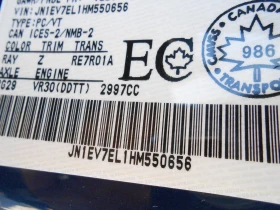 VIN: JN1EV7EL1HM550656
TYPE:PC/VT
CAN ICES-2/NMB-2
COLOR TRIM TRANS
RAY Z RE7R01A
AXLE ENGINE
VR30(DDTT) 2997CC
EC
CANADA
986
TRANSPORT
JN1EV7EL1HM550656